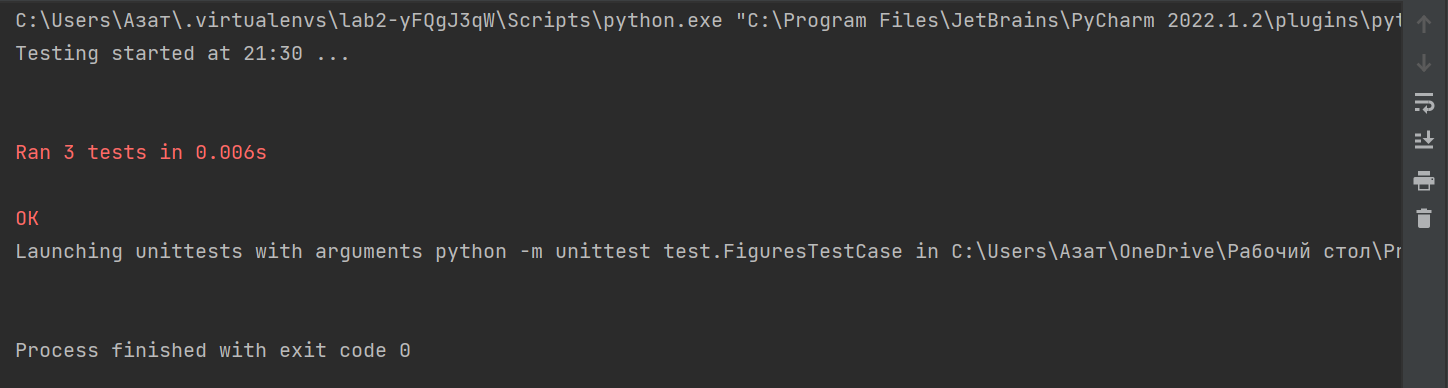 C:\Users\Азат\.virtualenvs\lab2-yFQgJ3qW\Scripts\python.exe "C:\Program Files\JetBrains\PyCharm 2022.1.2\plugins\pyt
Testing started at 21:30 ...
Ran 3 tests in 0.006s
OK
Launching unittests with arguments python -m unittest test.FiguresTestCase in C:\Users\Азат\OneDrive\Рабочий стол\Pr
Process finished with exit code 0